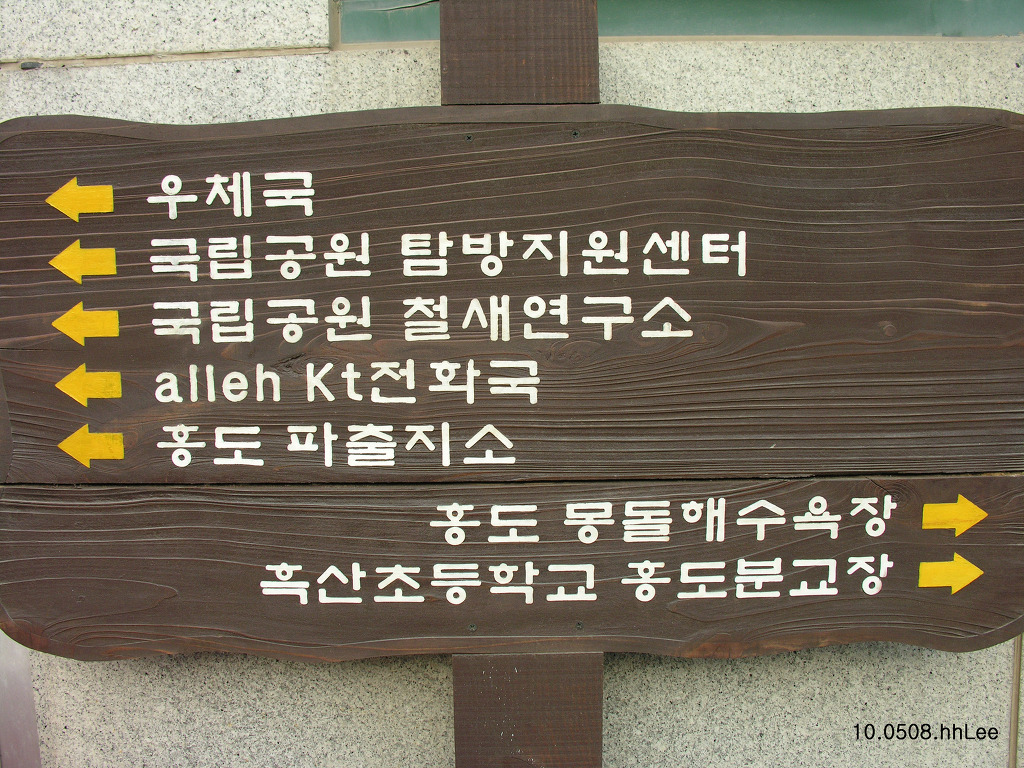 우체국
국립공원 탐방지원센터
국립공원 철새연구소
alleh Kt전화국
홍도 파출지소
홍도 몽돌해수욕장
흑산초등학교 홍도분교장
10.0508.hhLee